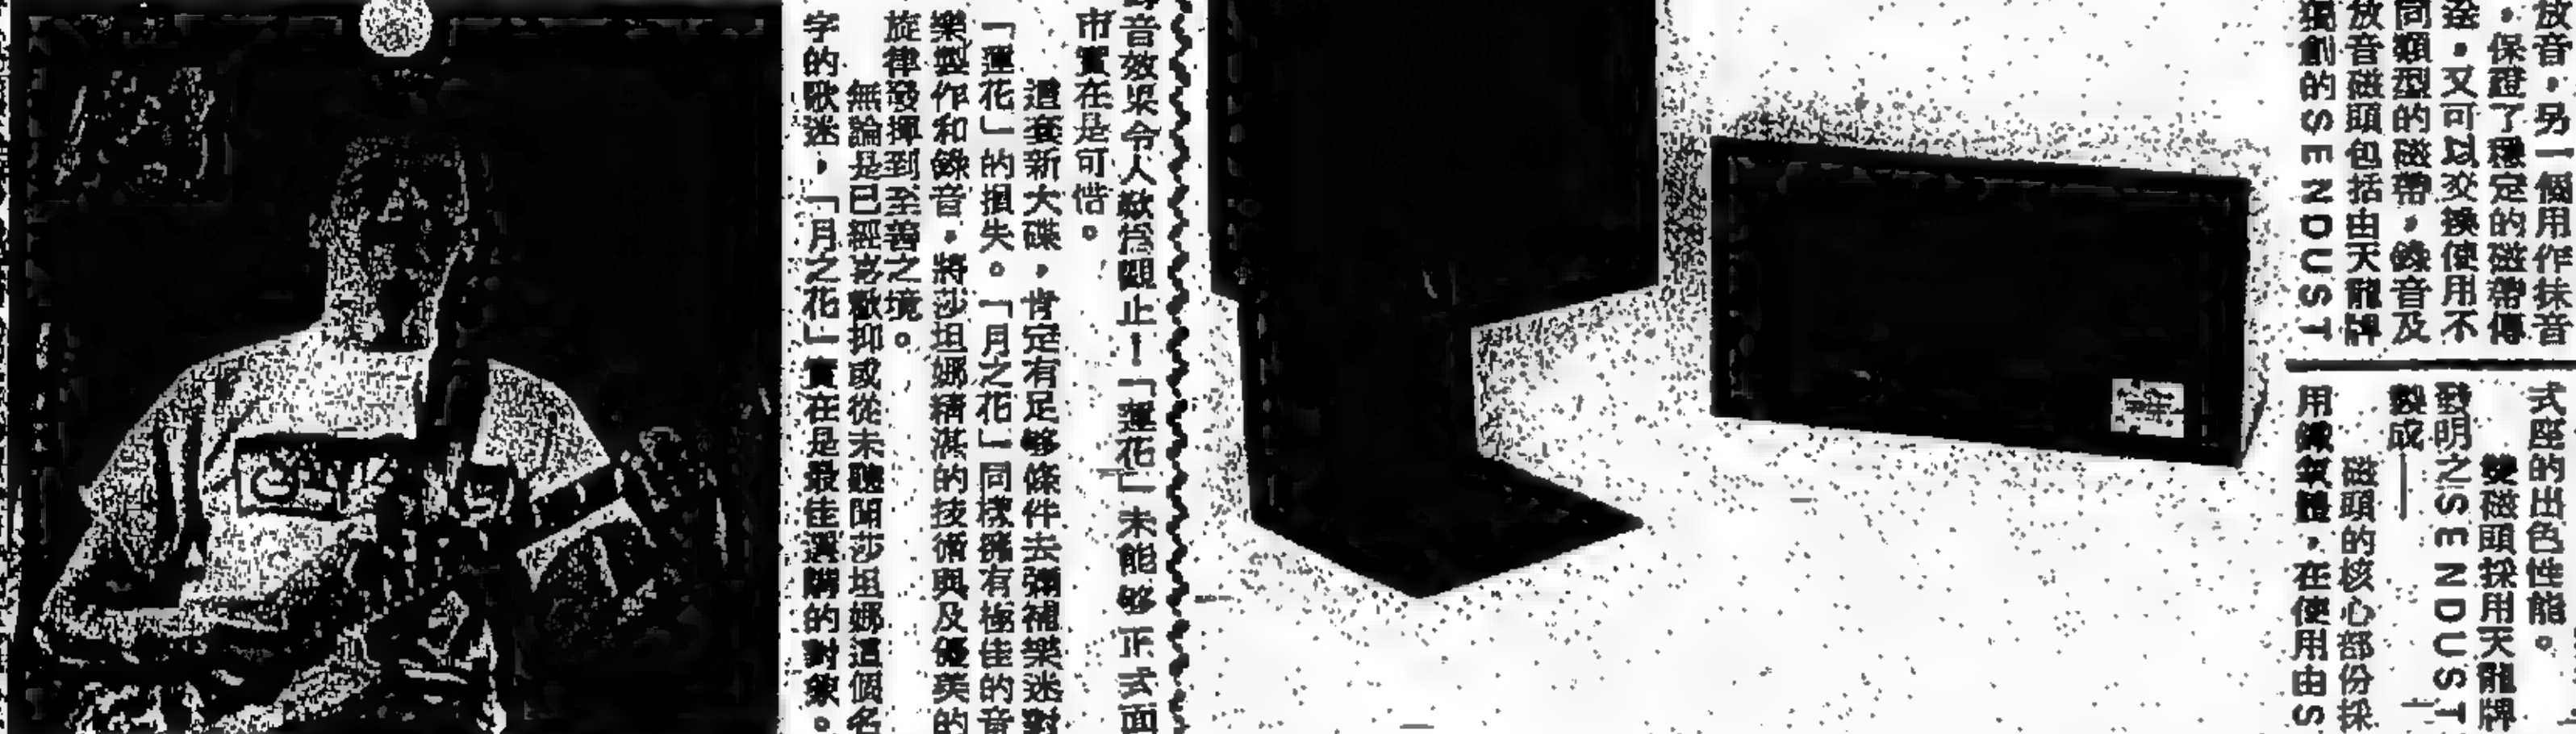 放音。另一個用作抹音
。保證了穩定的磁帶傳
又可以交換使用不
同類型的磁帶。錄音及
放音磁頭包括由天龍牌
獨創的SENDUST
式座的出色性能。
雙磁頭採用天龍牌
發明之SENDUST
製成——
磁頭的核心部份採
用鐵氧體。在使用由S
音效果令人歎為觀止!「蓮花」未能够正式面
市實在是可惜。
這套新大碟,肯定有足够條件去彌補樂迷對
「蓮花」的損失。「月之花」同樣擁有極佳的音
樂製作和錄音,將莎坦娜精湛的技術與及優美的
旋律發揮到至善之境。
無論是已經喜歡抑或從未聽聞莎坦娜這個名
字的歌迷,「月之花」實在是最佳選購的對象。